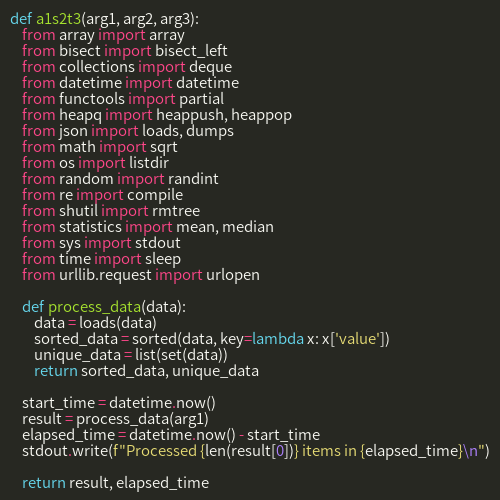 def a1s2t3(arg1, arg2, arg3):
    from array import array
    from bisect import bisect_left
    from collections import deque
    from datetime import datetime
    from functools import partial
    from heapq import heappush, heappop
    from json import loads, dumps
    from math import sqrt
    from os import listdir
    from random import randint
    from re import compile
    from shutil import rmtree
    from statistics import mean, median
    from sys import stdout
    from time import sleep
    from urllib.request import urlopen

    def process_data(data):
        data = loads(data)
        sorted_data = sorted(data, key=lambda x: x['value'])
        unique_data = list(set(data))
        return sorted_data, unique_data

    start_time = datetime.now()
    result = process_data(arg1)
    elapsed_time = datetime.now() - start_time
    stdout.write(f"Processed {len(result[0])} items in {elapsed_time}\n")

    return result, elapsed_time